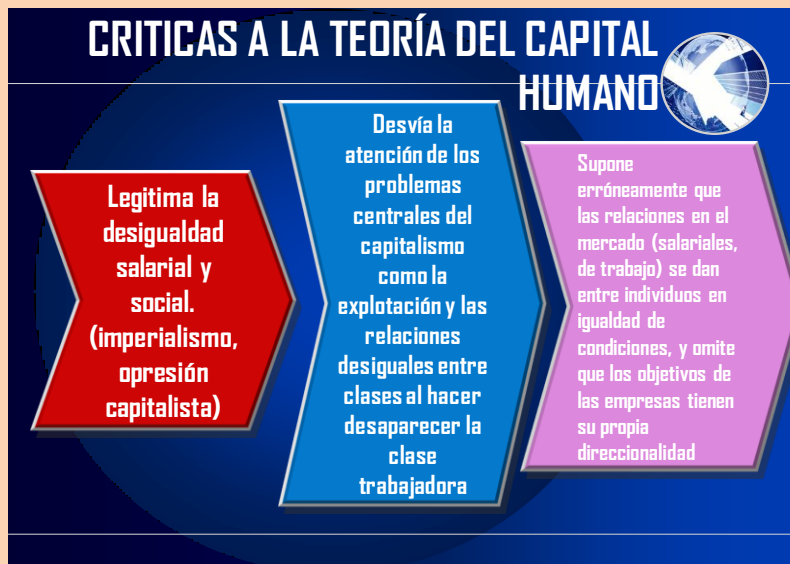 CRITICAS A LA TEORÍA DEL CAPITAL
HUMANO
Legitima la
desigualdad
salarial y
social.
(imperialismo,
opresión
capitalista)
Desvía la
atención de los
problemas
centrales del
capitalismo
como la
explotación y las
relaciones
desiguales entre
clases al hacer
desaparecer la
clase
trabajadora
Supone
erróneamente que
las relaciones en el
mercado (salariales,
de trabajo) se dan
entre individuos en
igualdad de
condiciones, y omite
que los objetivos de
las empresas tienen
su propia
direccionalidad